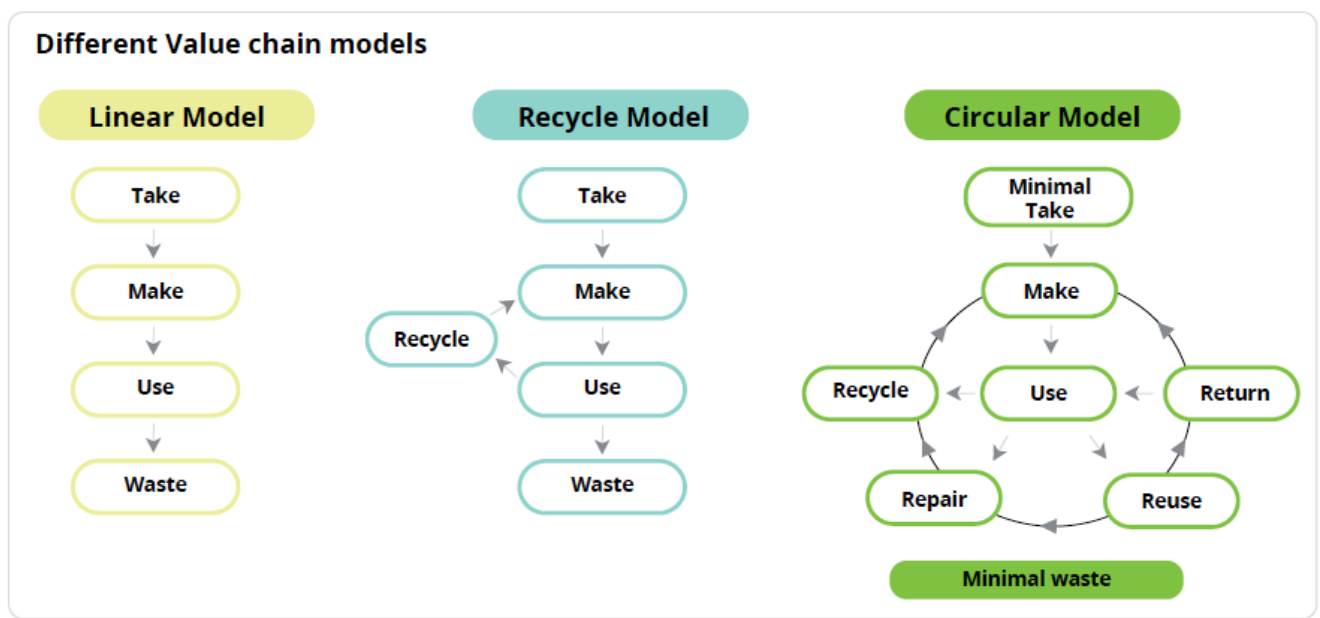 Different Value chain models
Linear Model
Take
Make
Use
Waste
Recycle Model
Take
Make
Recycle
Use
Waste
Circular Model
Minimal
Take
Make
Recycle
Use
Return
Repair
Reuse
Minimal waste